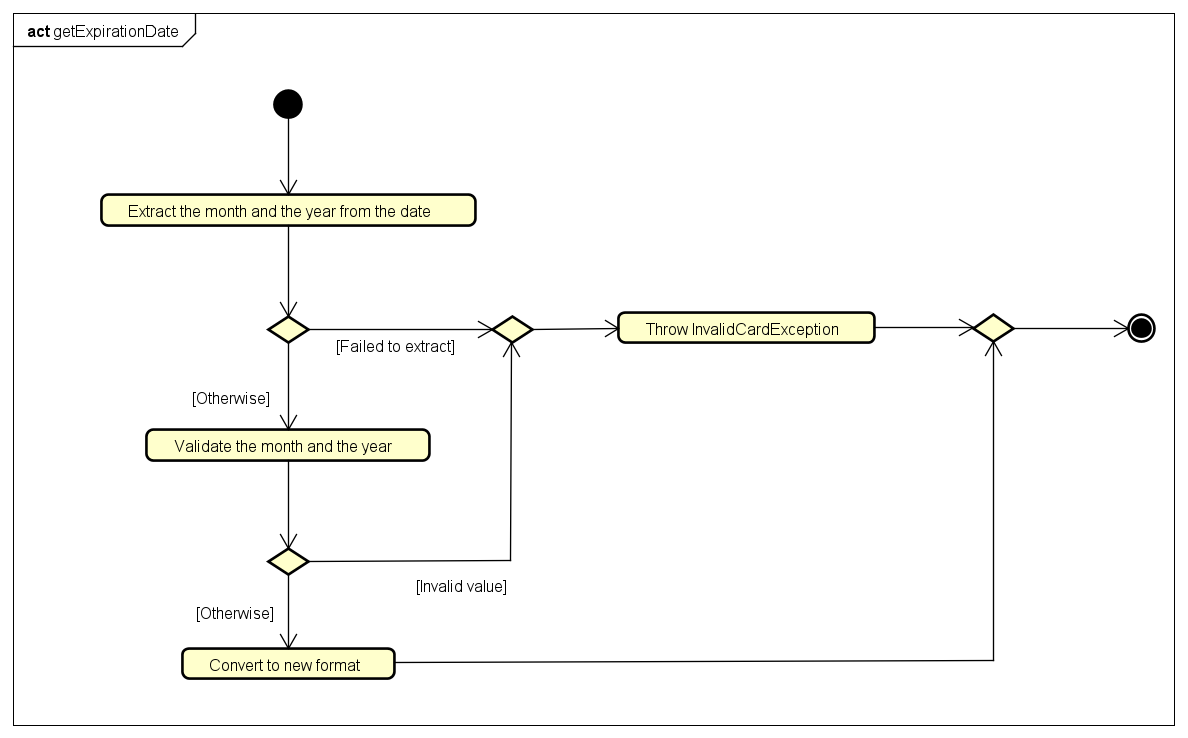 act getExpirationDate
Extract the month and the year from the date
Throw InvalidCardException
[Failed to extract]
[Otherwise]
Validate the month and the year
[Invalid value]
[Otherwise]
Convert to new format